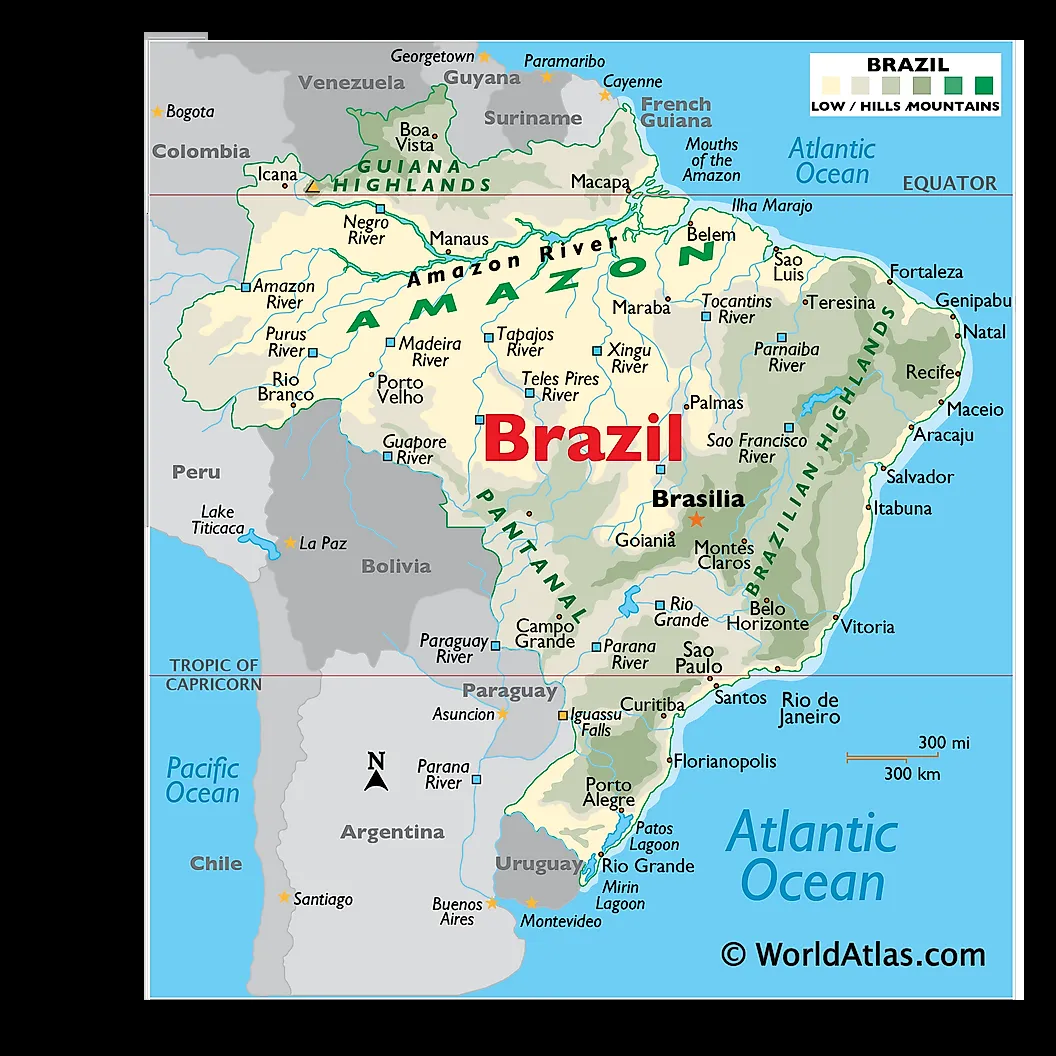 Georgetown
Paramaribo
BRAZIL
LOW / HILLS /MOUNTAINS
Venezuela
Guyana
Cayenne
Bogota
Suriname
French
Guiana
Colombia
Boa
Vista
Mouths
of the
Amazon
Atlantic
Ocean
GUIANA
HIGHLANDS
Icana
Macapa
EQUATOR
Ilha Marajo
Negro
River
Manaus
Belem
Amazon River
AMAZON
Sao
Luis
Fortaleza
Amazon
River
Maraba
Tocantins
River
Teresina
Genipabu
Natal
Purus
River
Madeira
River
Tapajos
River
Xingu
River
Parnaiba
River
Recife
Rio
Branco
Porto
Velho
Teles Pires
River
Palmas
Maceio
Guapore
River
Brazil
Sao Francisco
River
BRAZILIAN HIGHLANDS
Aracaju
Peru
Salvador
Brasilia
PANTANAL
Itabuna
Lake
Titicaca
La Paz
Goiania
Montes
Claros
Bolivia
Rio
Grande
Belo
Horizonte
Vitoria
Campo
Grande
Paraguay
River
Parana
River
Sao
Paulo
TROPIC OF
CAPRICORN
Paraguay
Santos
Rio de
Janeiro
Asuncion
Iguassu
Falls
Curitiba
300 mi
300 km
N
Parana
River
Florianopolis
Pacific
Ocean
Porto
Alegre
Argentina
Patos
Lagoon
Atlantic
Ocean
Chile
Uruguay
Rio Grande
Mirin
Lagoon
Santiago
Buenos
Aires
Montevideo
© WorldAtlas.com